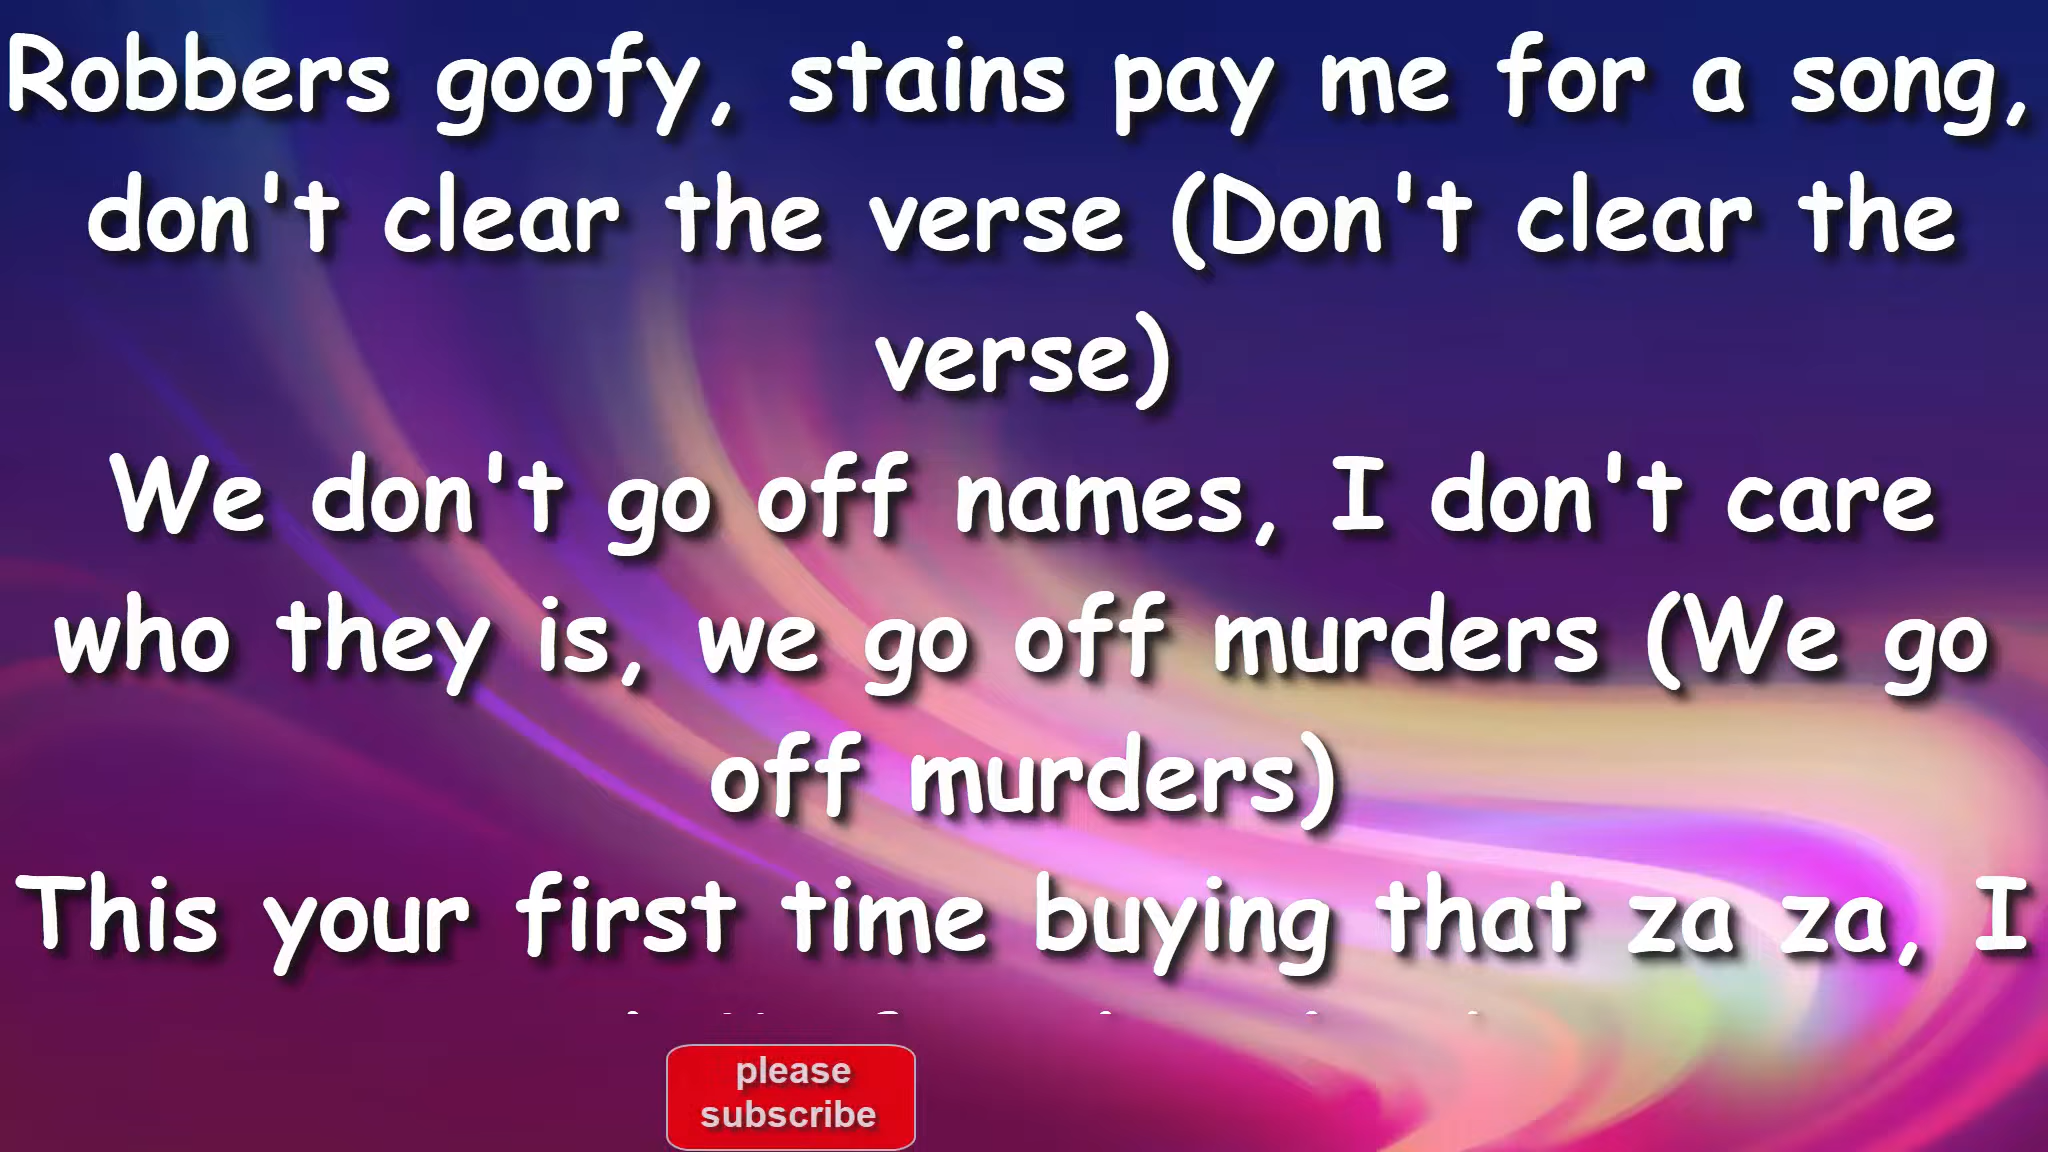 Robbers goofy, stains pay me for a song,
don't clear the verse (Don't clear the
verse)
We don't go off names, I don't care
who they is, we go off murders (We go
off murders)
This your first time buying that za za, I
please
subscribe